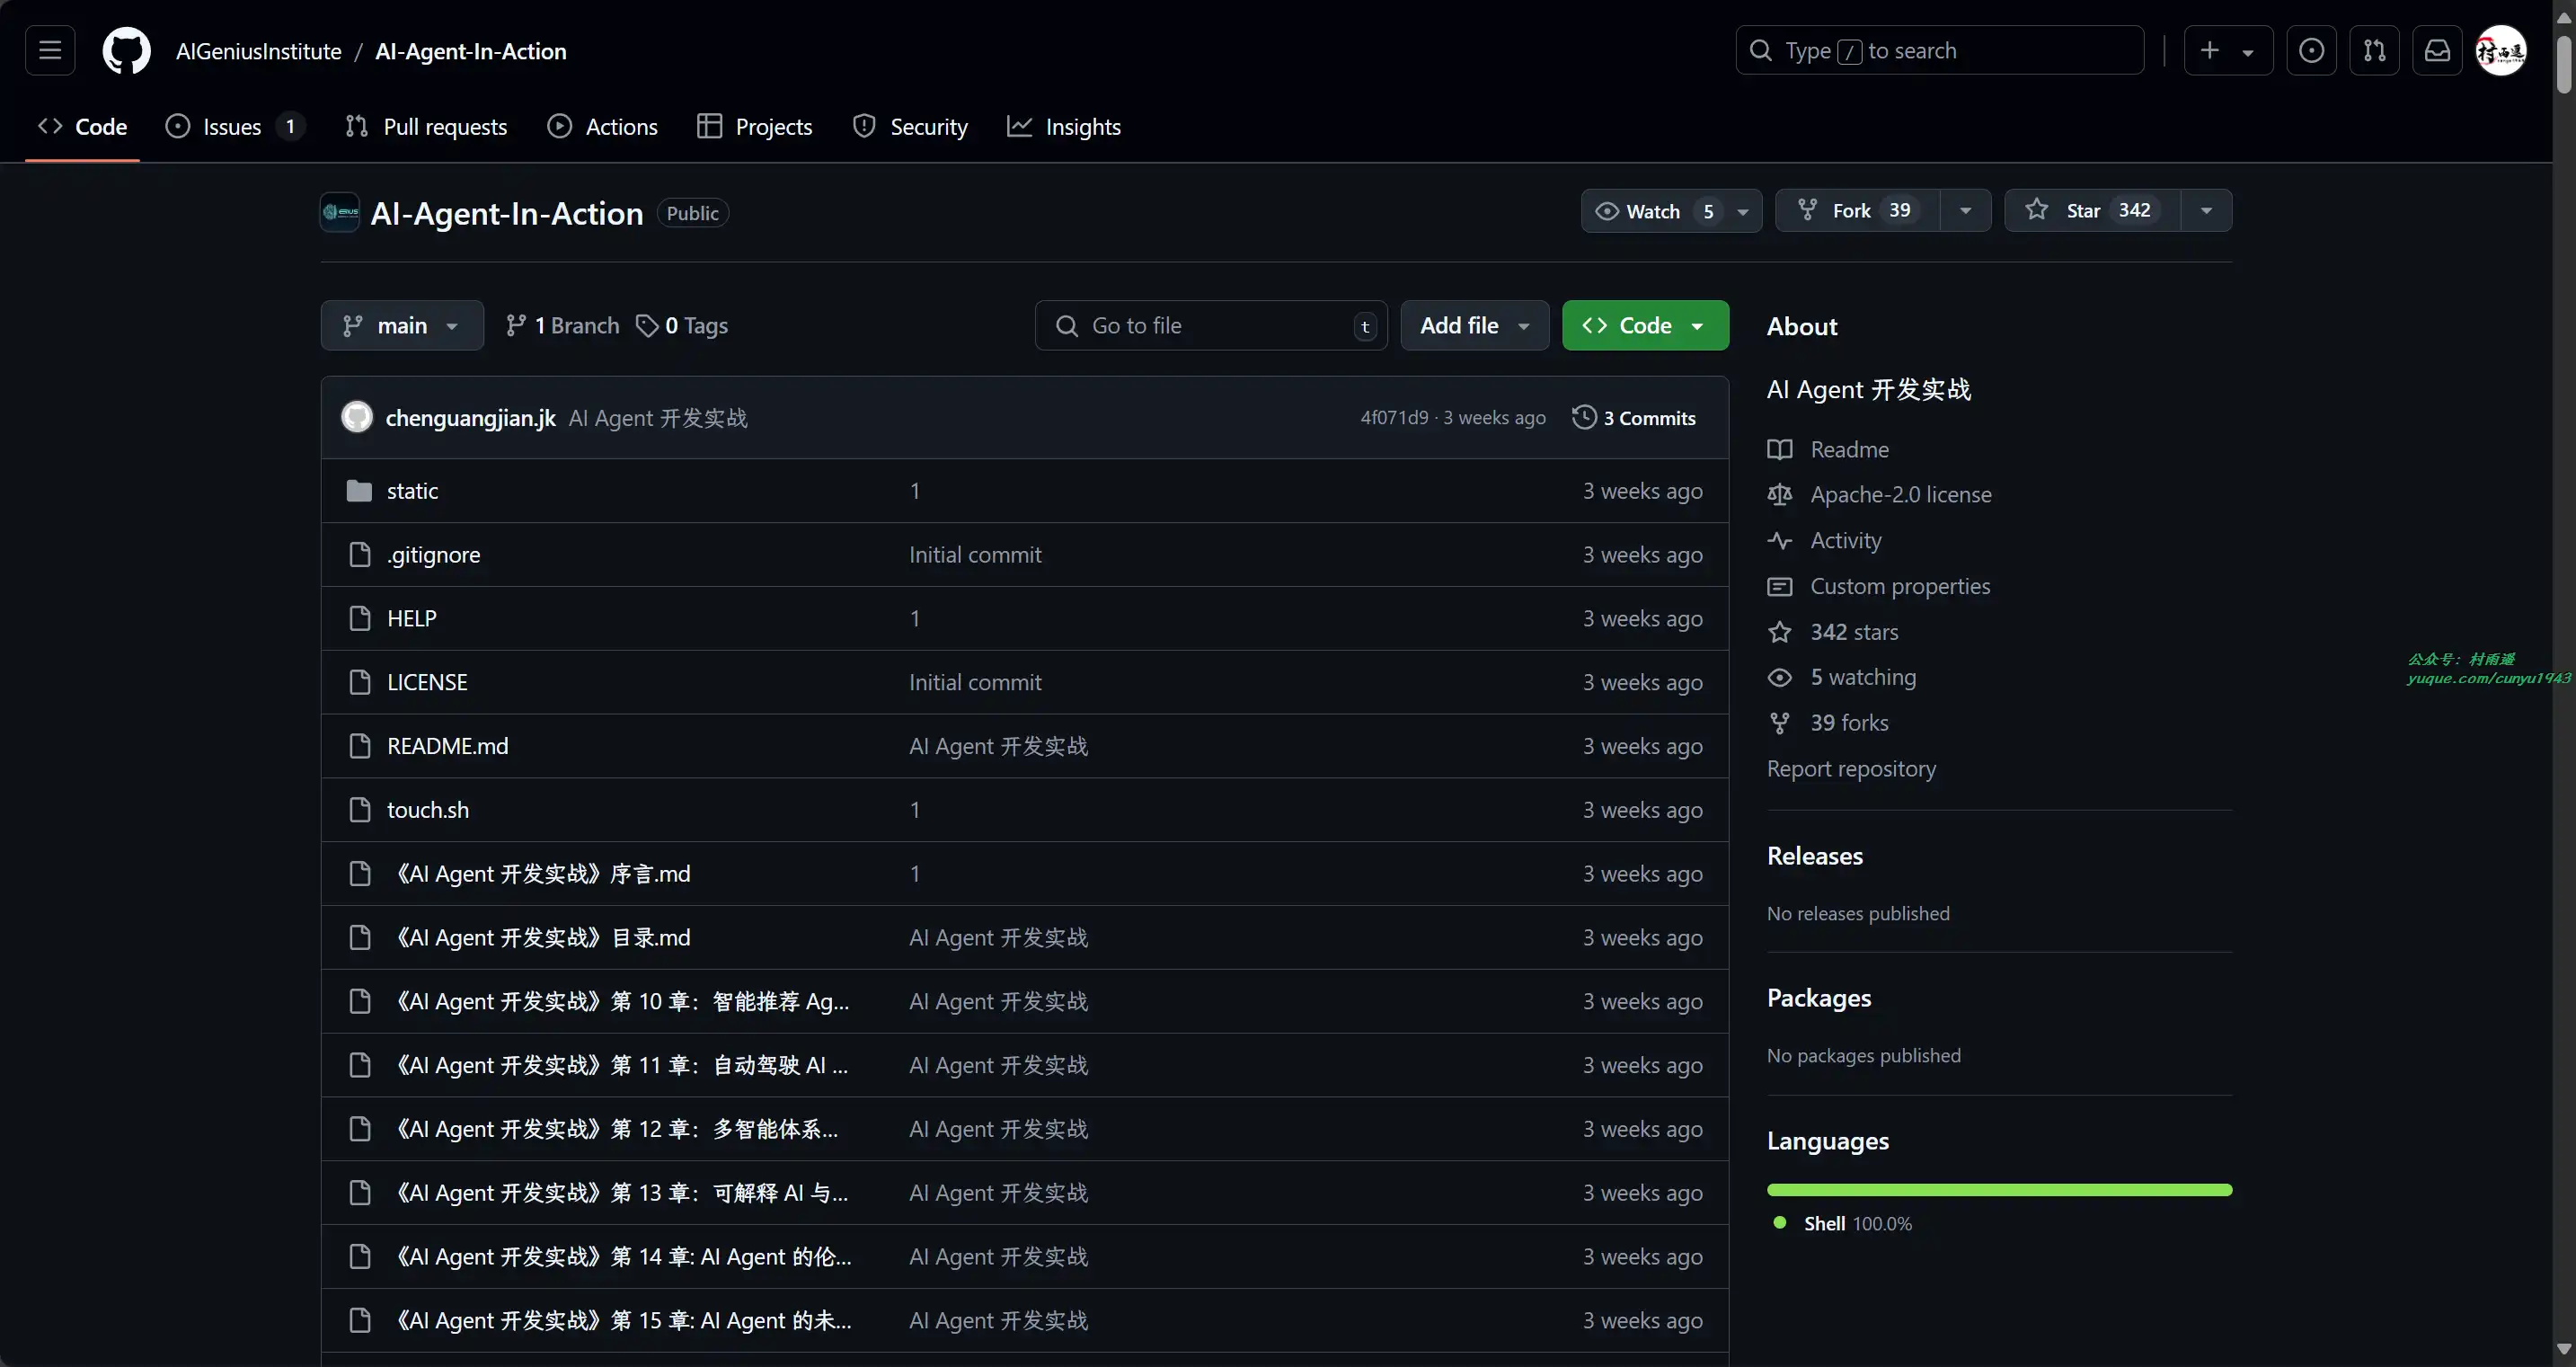 AIGeniusInstitute / AI-Agent-In-Action
Type / to search
Code Issues 1 Pull requests Actions Projects Security Insights
AI-Agent-In-Action Public
Watch 5 Fork 39 Star 342
main 1 Branch 0 Tags Go to file t Add file Code
chenguangjian.jk AI Agent 开发实战 4f071d9 · 3 weeks ago 3 Commits
static 1 3 weeks ago
.gitignore Initial commit 3 weeks ago
HELP 1 3 weeks ago
LICENSE Initial commit 3 weeks ago
README.md AI Agent 开发实战 3 weeks ago
touch.sh 1 3 weeks ago
《AI Agent 开发实战》序言.md 1 3 weeks ago
《AI Agent 开发实战》目录.md AI Agent 开发实战 3 weeks ago
《AI Agent 开发实战》第 10 章：智能推荐 Ag... AI Agent 开发实战 3 weeks ago
《AI Agent 开发实战》第 11 章：自动驾驶 AI ... AI Agent 开发实战 3 weeks ago
《AI Agent 开发实战》第 12 章：多智能体系... AI Agent 开发实战 3 weeks ago
《AI Agent 开发实战》第 13 章：可解释 AI 与... AI Agent 开发实战 3 weeks ago
《AI Agent 开发实战》第 14 章: AI Agent 的伦... AI Agent 开发实战 3 weeks ago
《AI Agent 开发实战》第 15 章: AI Agent 的未... AI Agent 开发实战 3 weeks ago
About
AI Agent 开发实战
Readme
Apache-2.0 license
Activity
Custom properties
342 stars
5 watching
39 forks
Report repository
Releases
No releases published
Packages
No packages published
Languages
Shell 100.0%
公众号：村雨遥
yuque.com/cunyu1943